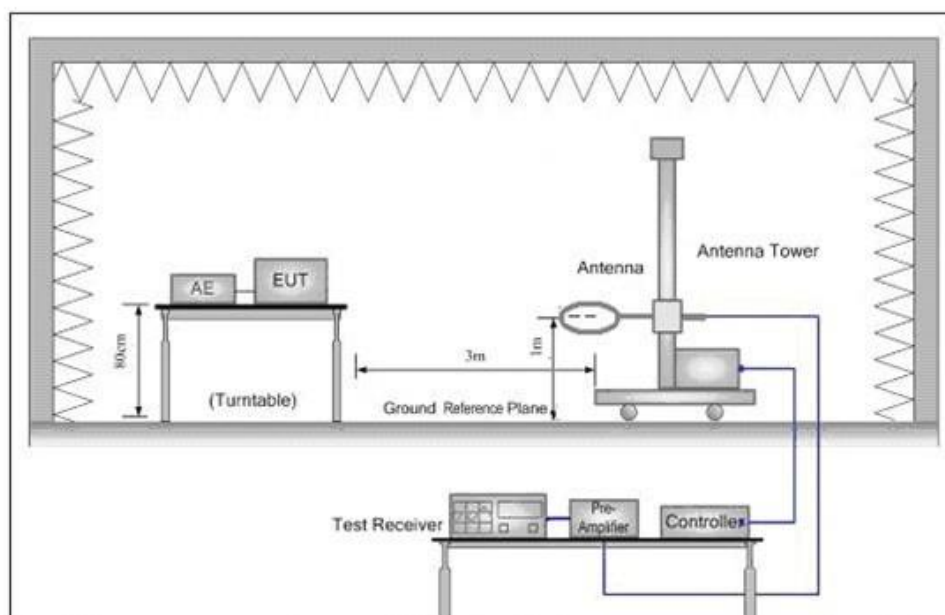 Antenna Tower
Antenna
AE
EUT
80cm
3m
1m
(Turntable)
Ground Reference Plane
Test Receiver
Pre-
Amplifier
Controller